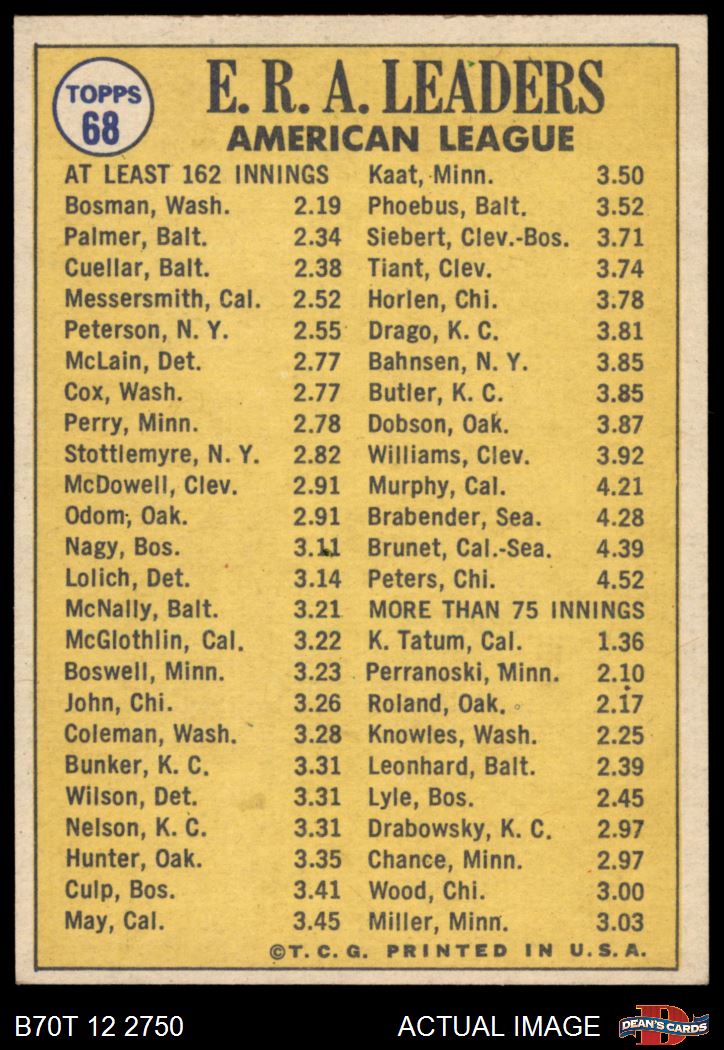 TOPPS
68
E. R. A. LEADERS
AMERICAN LEAGUE
AT LEAST 162 INNINGS
Bosman, Wash. 2.19
Palmer, Balt. 2.34
Cuellar, Balt. 2.38
Messersmith, Cal. 2.52
Peterson, N. Y. 2.55
McLain, Det. 2.77
Cox, Wash. 2.77
Perry, Minn. 2.78
Stottlemyre, N. Y. 2.82
McDowell, Clev. 2.91
Odom, Oak. 2.91
Nagy, Bos. 3.11
Lolich, Det. 3.14
McNally, Balt. 3.21
McGlothlin, Cal. 3.22
Boswell, Minn. 3.23
John, Chi. 3.26
Coleman, Wash. 3.28
Bunker, K. C. 3.31
Wilson, Det. 3.31
Nelson, K. C. 3.31
Hunter, Oak. 3.35
Culp, Bos. 3.41
May, Cal. 3.45
Kaat, Minn. 3.50
Phoebus, Balt. 3.52
Siebert, Clev.-Bos. 3.71
Tiant, Clev. 3.74
Horlen, Chi. 3.78
Drago, K. C. 3.81
Bahnsen, N. Y. 3.85
Butler, K. C. 3.85
Dobson, Oak. 3.87
Williams, Clev. 3.92
Murphy, Cal. 4.21
Brabender, Sea. 4.28
Brunet, Cal.-Sea. 4.39
Peters, Chi. 4.52
MORE THAN 75 INNINGS
K. Tatum, Cal. 1.36
Perranoski, Minn. 2.10
Roland, Oak. 2.17
Knowles, Wash. 2.25
Leonhard, Balt. 2.39
Lyle, Bos. 2.45
Drabowsky, K. C. 2.97
Chance, Minn. 2.97
Wood, Chi. 3.00
Miller, Minn. 3.03
©T. C. G. PRINTED IN U. S. A.
B70T 12 2750 ACTUAL IMAGE
D
DEAN'S CARDS